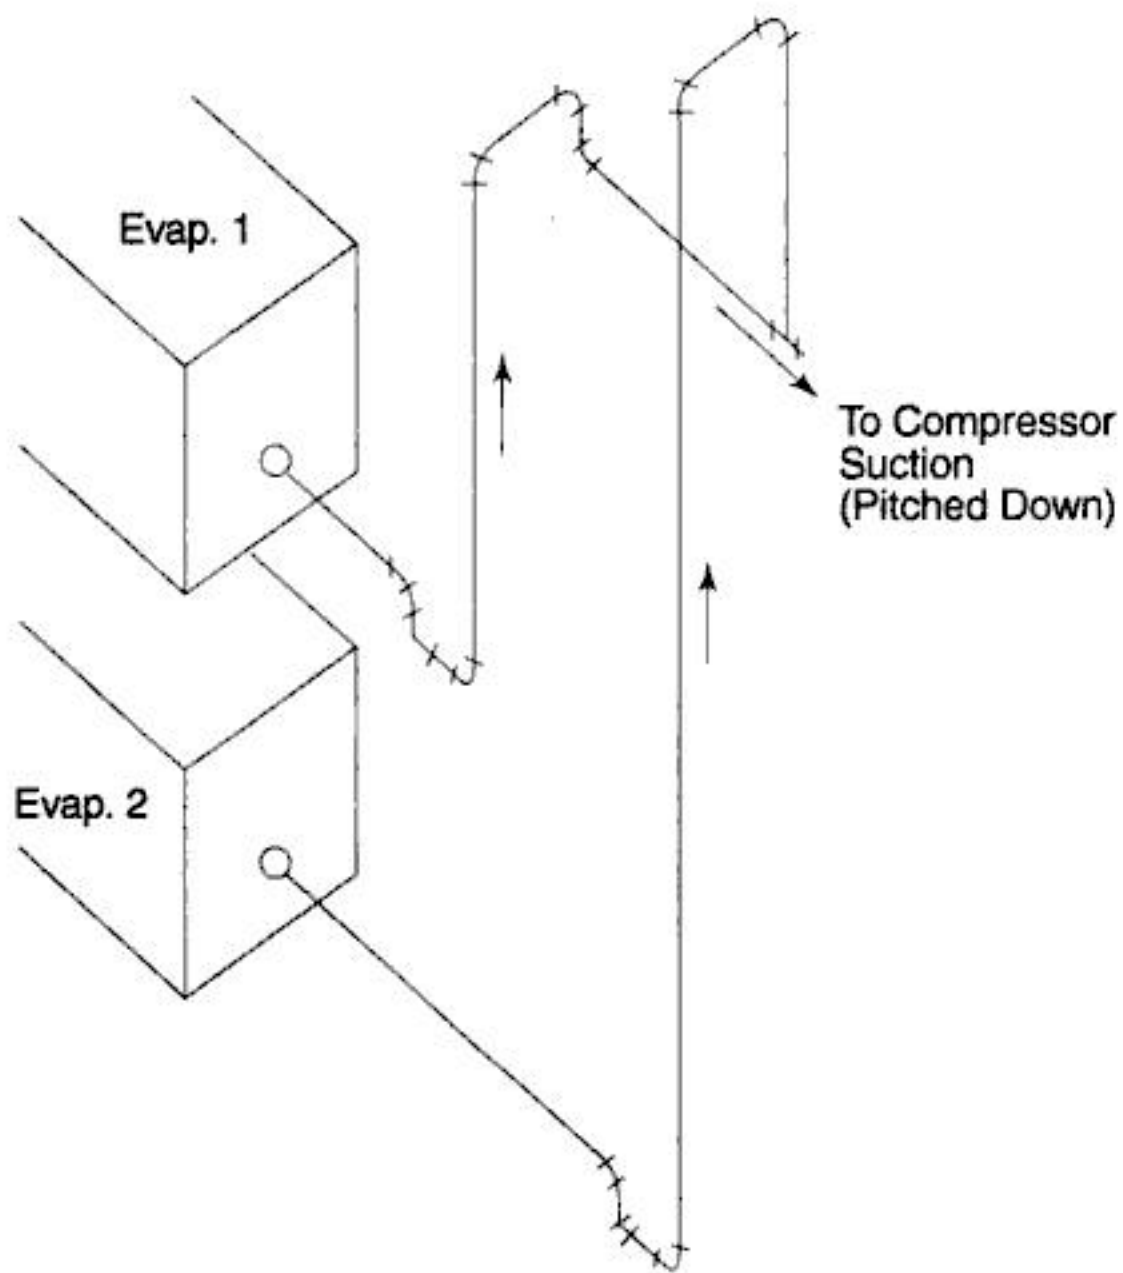 Evap. 1
To Compressor
Suction
(Pitched Down)
Evap. 2